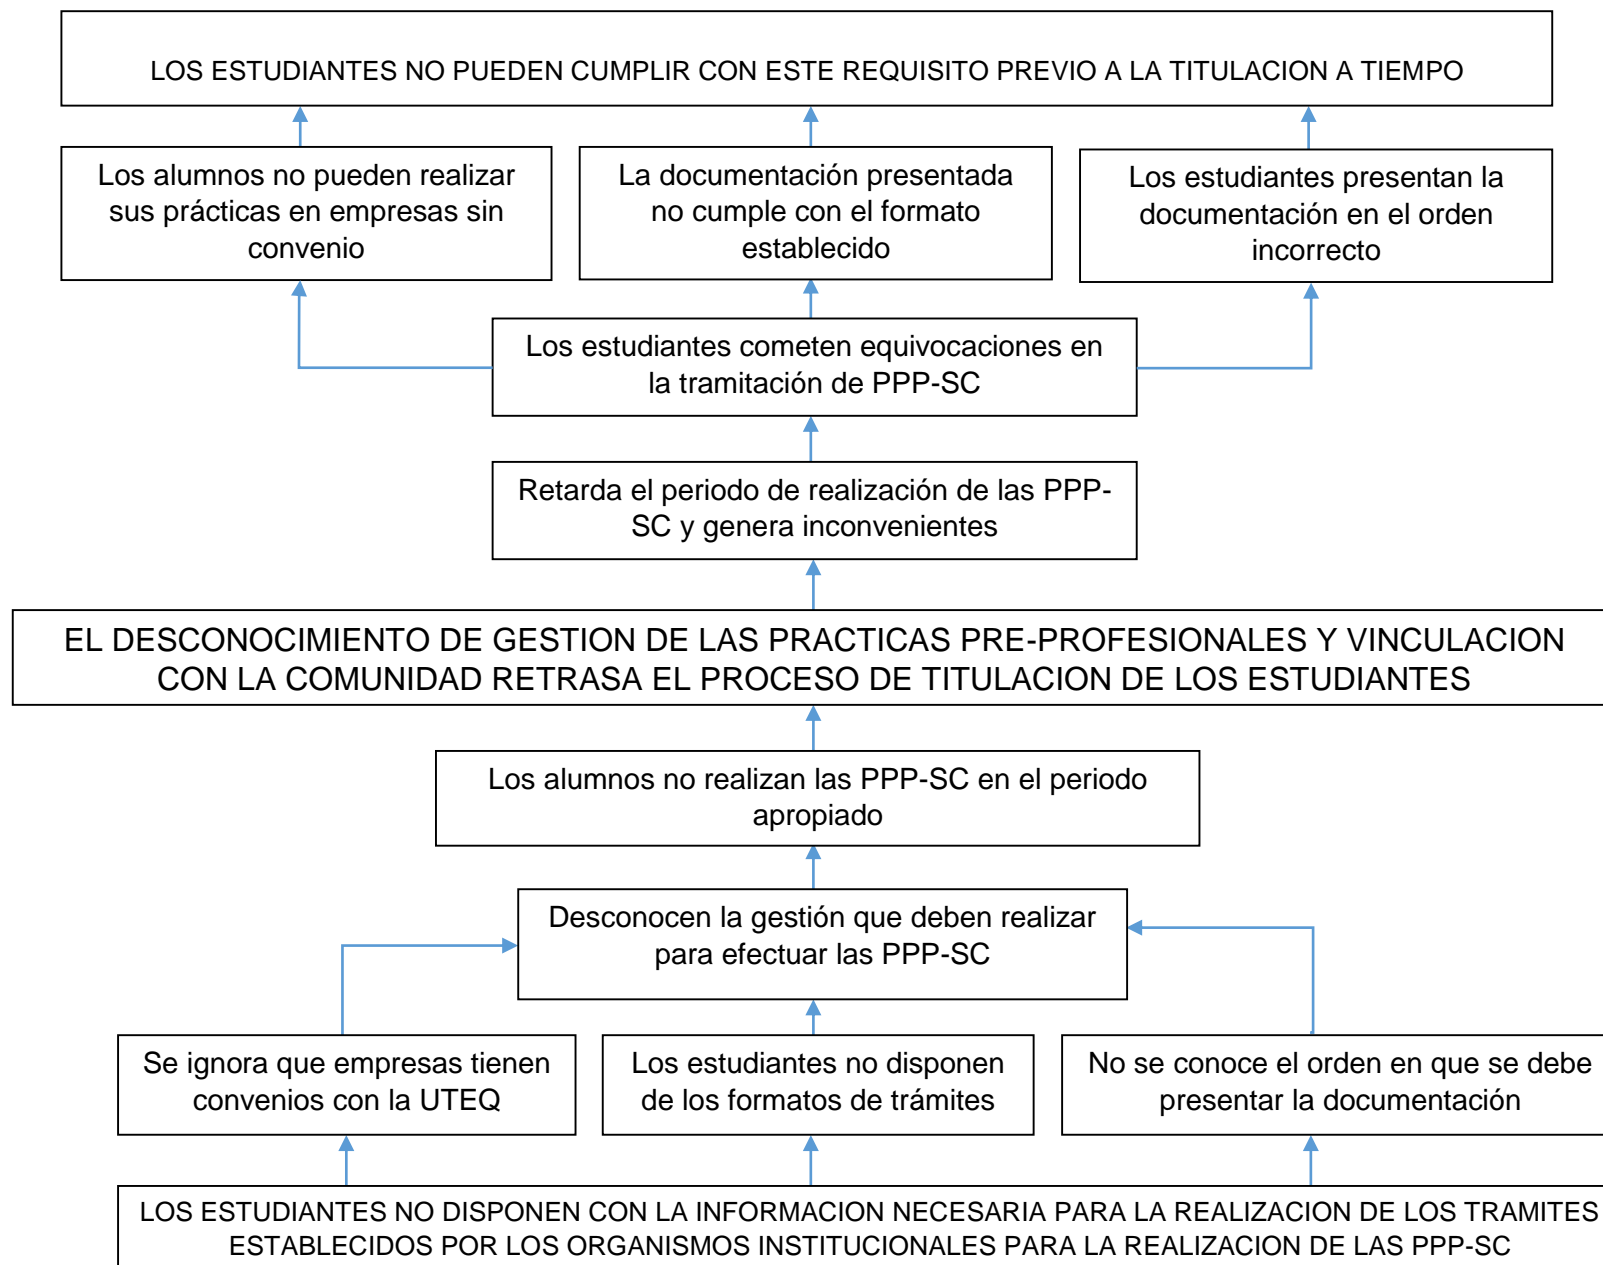 LOS ESTUDIANTES NO PUEDEN CUMPLIR CON ESTE REQUISITO PREVIO A LA TITULACION A TIEMPO
Los alumnos no pueden realizar
sus prácticas en empresas sin
convenio
La documentación presentada
no cumple con el formato
establecido
Los estudiantes presentan la
documentación en el orden
incorrecto
Los estudiantes cometen equivocaciones en
la tramitación de PPP-SC
Retarda el periodo de realización de las PPP-
SC y genera inconvenientes
EL DESCONOCIMIENTO DE GESTION DE LAS PRACTICAS PRE-PROFESIONALES Y VINCULACION
CON LA COMUNIDAD RETRASA EL PROCESO DE TITULACION DE LOS ESTUDIANTES
Los alumnos no realizan las PPP-SC en el periodo
apropiado
Desconocen la gestión que deben realizar
para efectuar las PPP-SC
Se ignora que empresas tienen
convenios con la UTEQ
Los estudiantes no disponen
de los formatos de trámites
No se conoce el orden en que se debe
presentar la documentación
LOS ESTUDIANTES NO DISPONEN CON LA INFORMACION NECESARIA PARA LA REALIZACION DE LOS TRAMITES
ESTABLECIDOS POR LOS ORGANISMOS INSTITUCIONALES PARA LA REALIZACION DE LAS PPP-SC